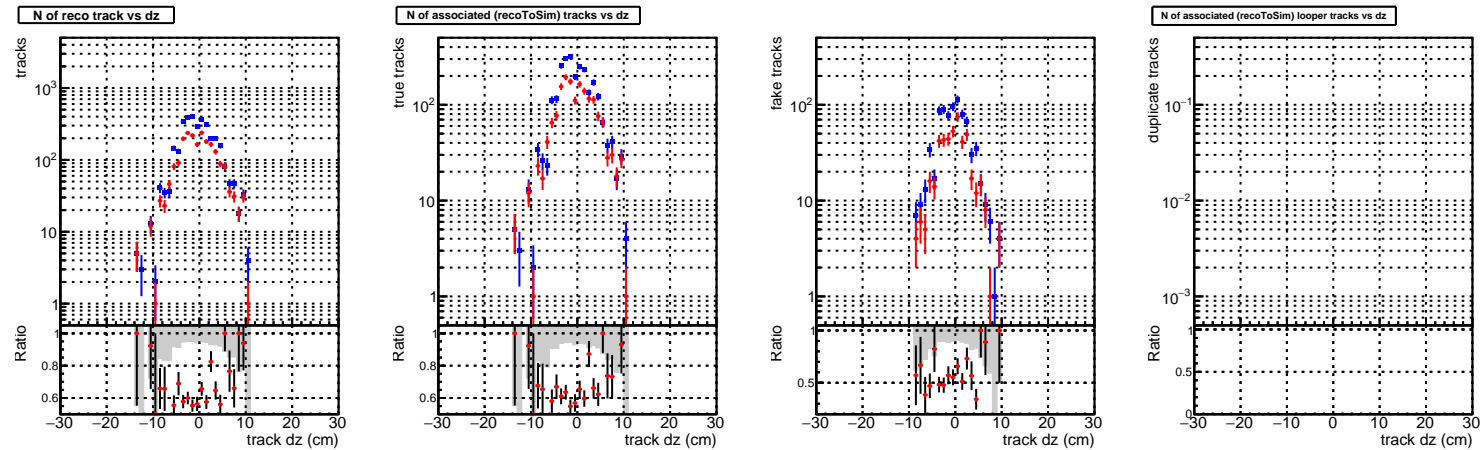 N of reco track vs dz
tracks
10³
10²
10
1
Ratio
1
0.8
0.6
−30 −20 −10 0 10 20 30
track dz (cm)
N of associated (recoToSim) tracks vs dz
true tracks
10²
10
1
Ratio
1
0.8
0.6
−30 −20 −10 0 10 20 30
track dz (cm)
fake tracks
10²
10
1
Ratio
1
0.5
−30 −20 −10 0 10 20 30
track dz (cm)
N of associated (recoToSim) looper tracks vs dz
duplicate tracks
10⁻¹
10⁻²
10⁻³
Ratio
1
0.5
0
−30 −20 −10 0 10 20 30
track dz (cm)